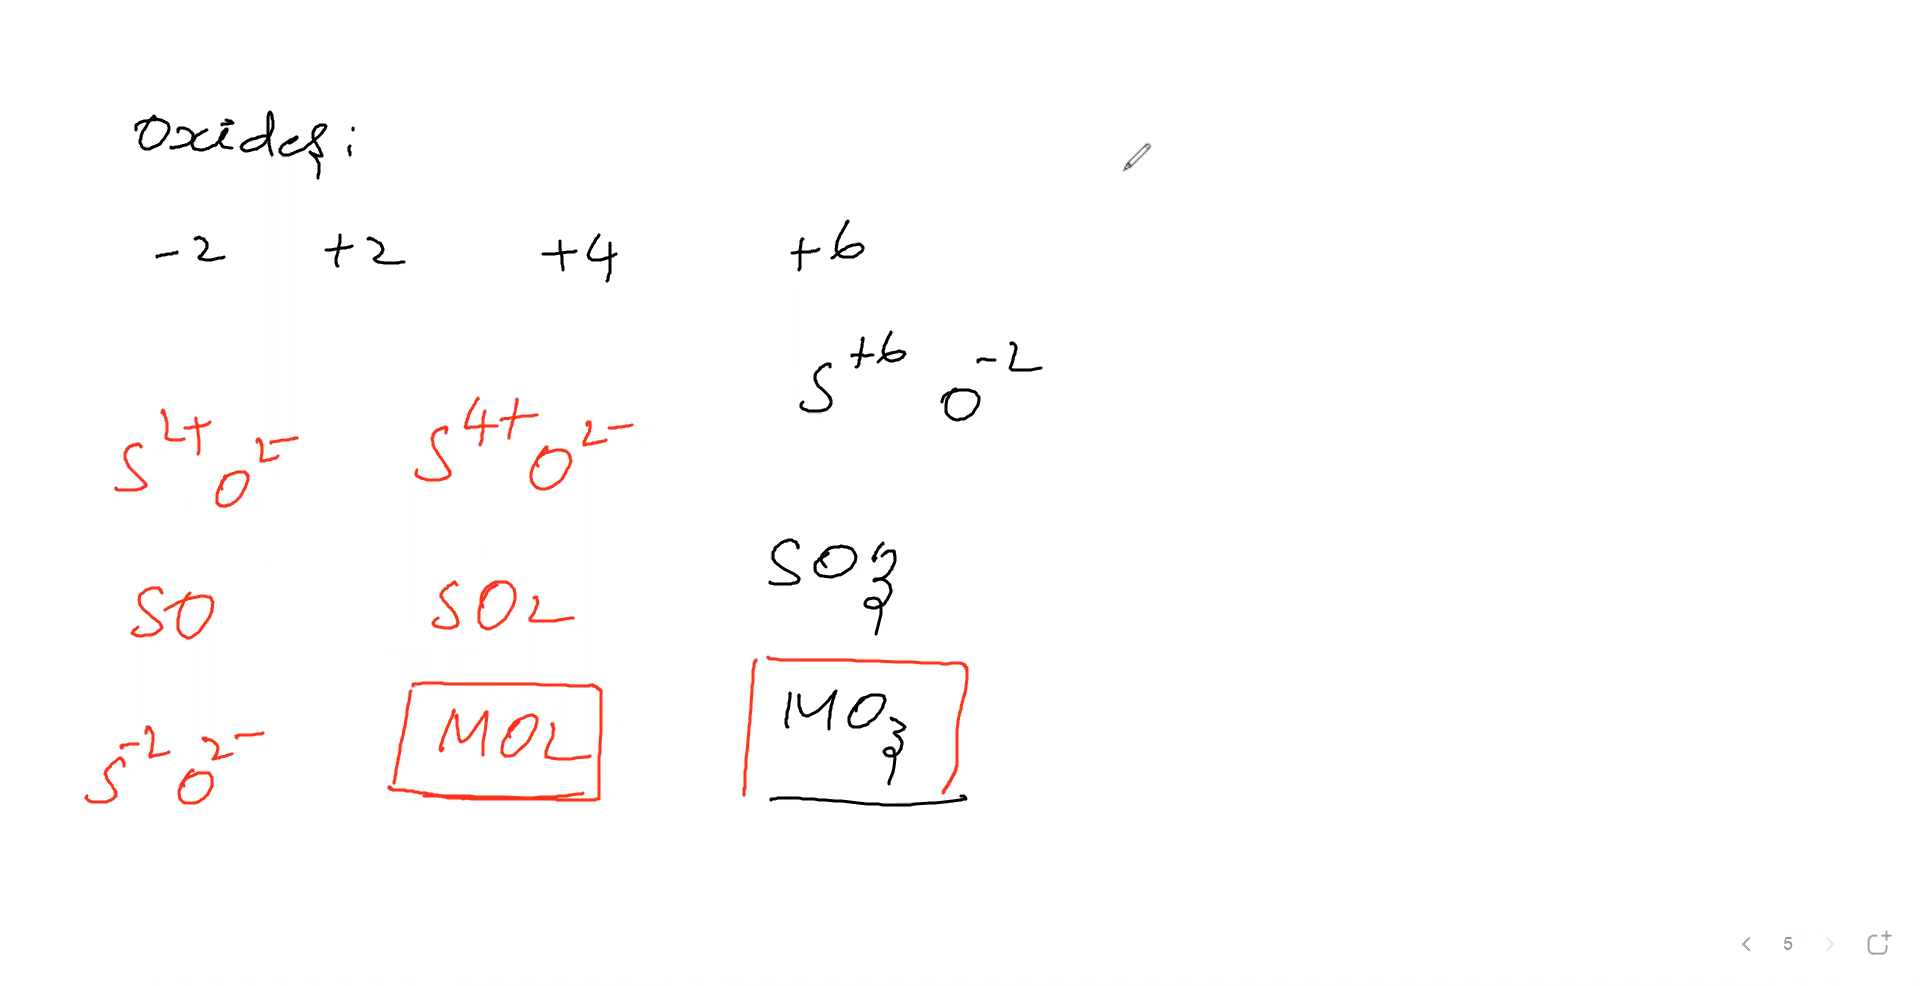 Oxides:
-2 +2 +4 +6
S+6 O-2
S2+ O2- S4+ O2-
SO3
SO SO2
MO3
MO2
S-2 O2-
5